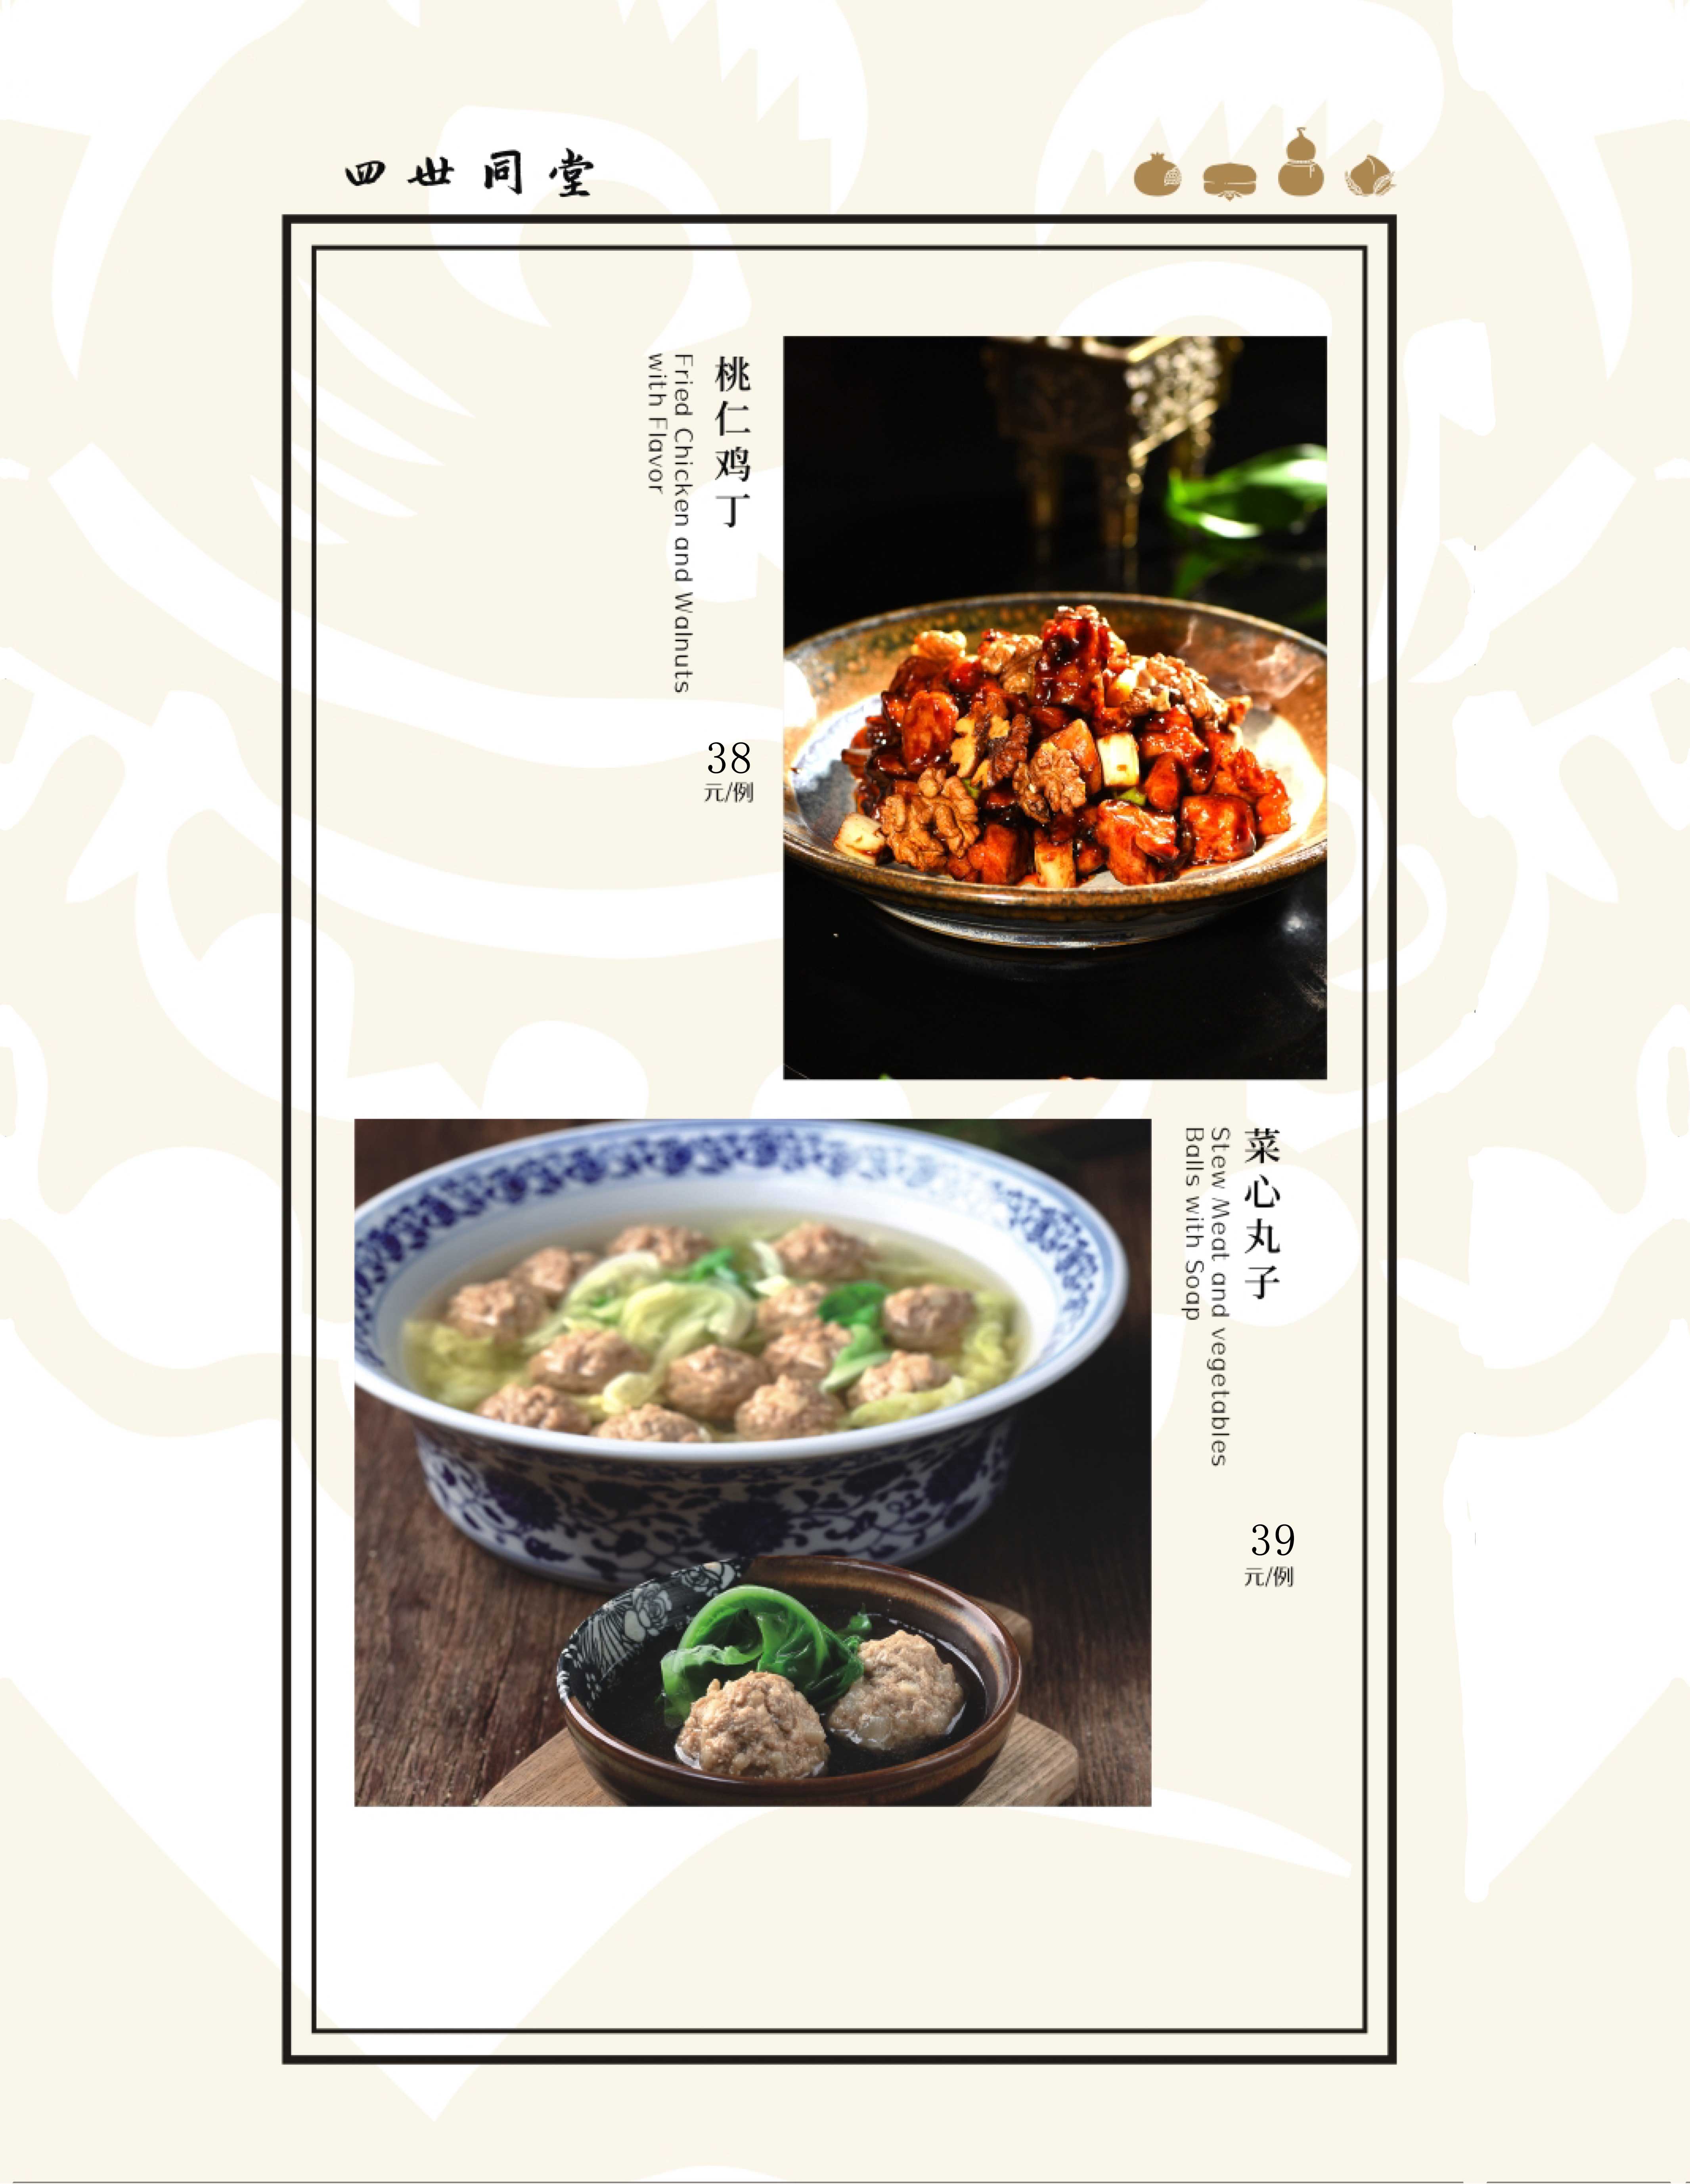 四世同堂
桃仁鸡丁
Fried Chicken and Walnuts
with Flavor
38
元/例
菜心丸子
Stew Meat and vegetables
Balls with Soap
39
元/例